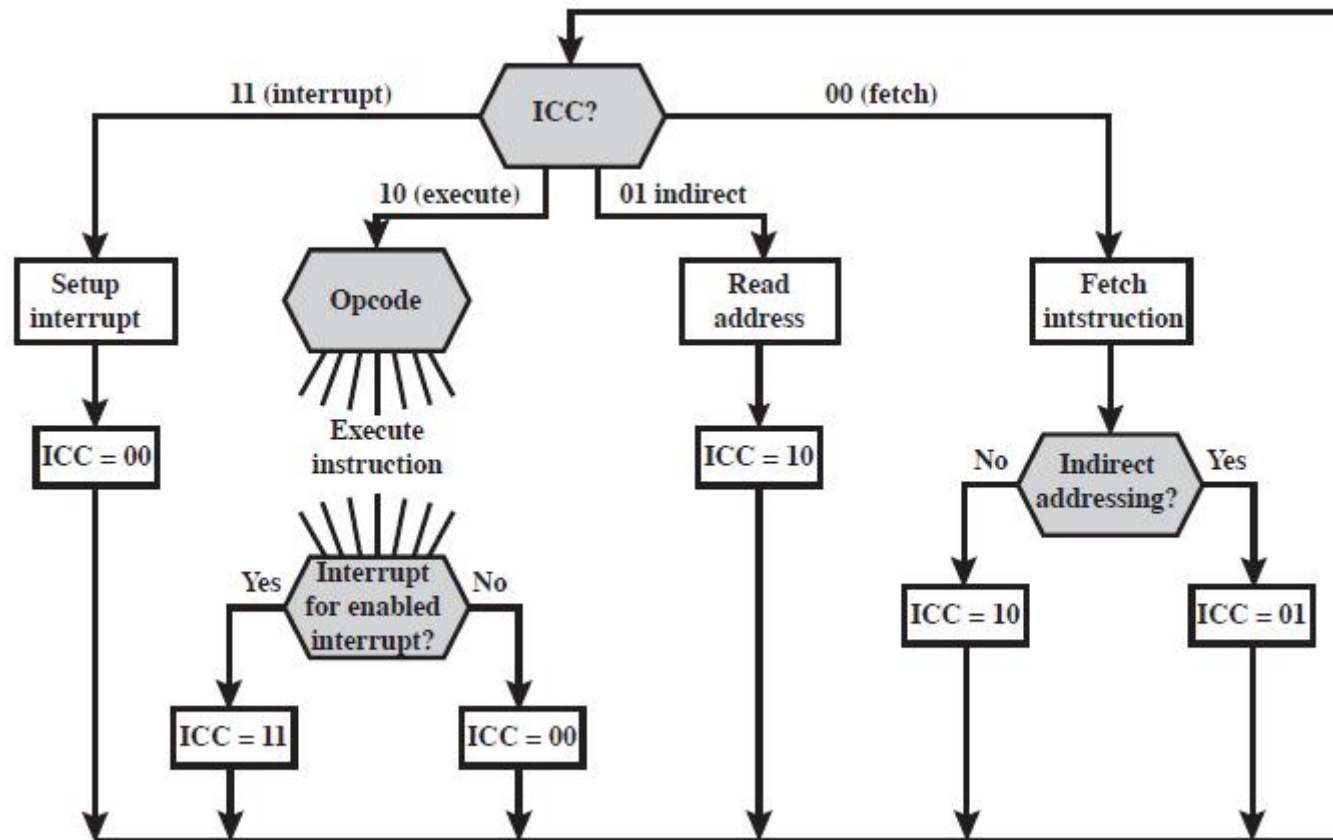 11 (interrupt)
ICC?
00 (fetch)
10 (execute)
01 indirect
Setup
interrupt
Opcode
Read
address
Fetch
intstruction
ICC = 00
Execute
instruction
ICC = 10
No
Indirect
addressing?
Yes
Yes
Interrupt
for enabled
interrupt?
No
ICC = 10
ICC = 01
ICC = 11
ICC = 00